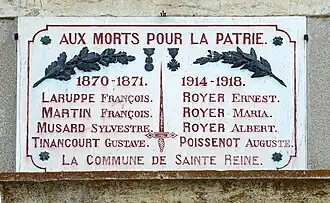 AUX MORTS POUR LA PATRIE.
1870-1871. 1914-1918.
LARUPPE FRANÇOIS. ROYER ERNEST.
MARTIN FRANÇOIS. ROYER MARIA.
MUSARD SYLVESTRE. ROYER ALBERT.
TINANCOURT GUSTAVE. POISSENOT AUGUSTE.
LA COMMUNE DE SAINTE REINE.